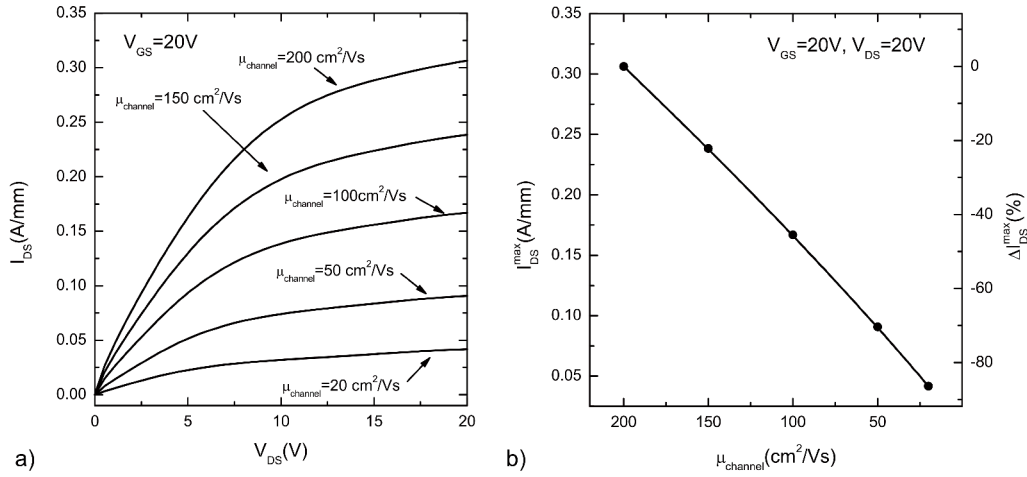 V_GS=20V
μ_channel=200 cm²/Vs
μ_channel=150 cm²/Vs
μ_channel=100cm²/Vs
μ_channel=50 cm²/Vs
μ_channel=20 cm²/Vs
0.35
0.30
0.25
0.20
0.15
0.10
0.05
0.00
I_DS(A/mm)
0 5 10 15 20
V_DS(V)
a)
V_GS=20V, V_DS=20V
0.35
0.30
0.25
0.20
0.15
0.10
0.05
I_DS^max(A/mm)
0
-20
-40
-60
-80
ΔI_DS^max(%)
200 150 100 50
μ_channel(cm²/Vs)
b)